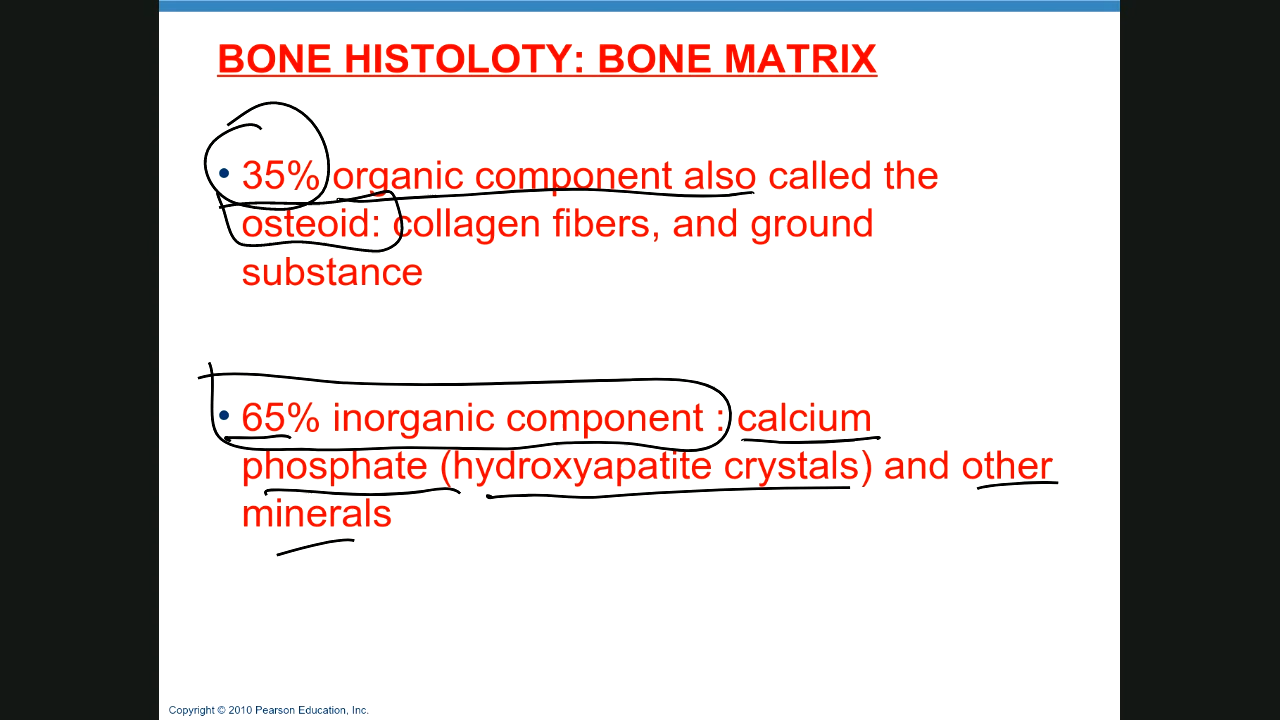 BONE HISTOLOTY: BONE MATRIX
• 35% organic component also called the
osteoid: collagen fibers, and ground
substance
• 65% inorganic component : calcium
phosphate (hydroxyapatite crystals) and other
minerals
Copyright © 2010 Pearson Education, Inc.